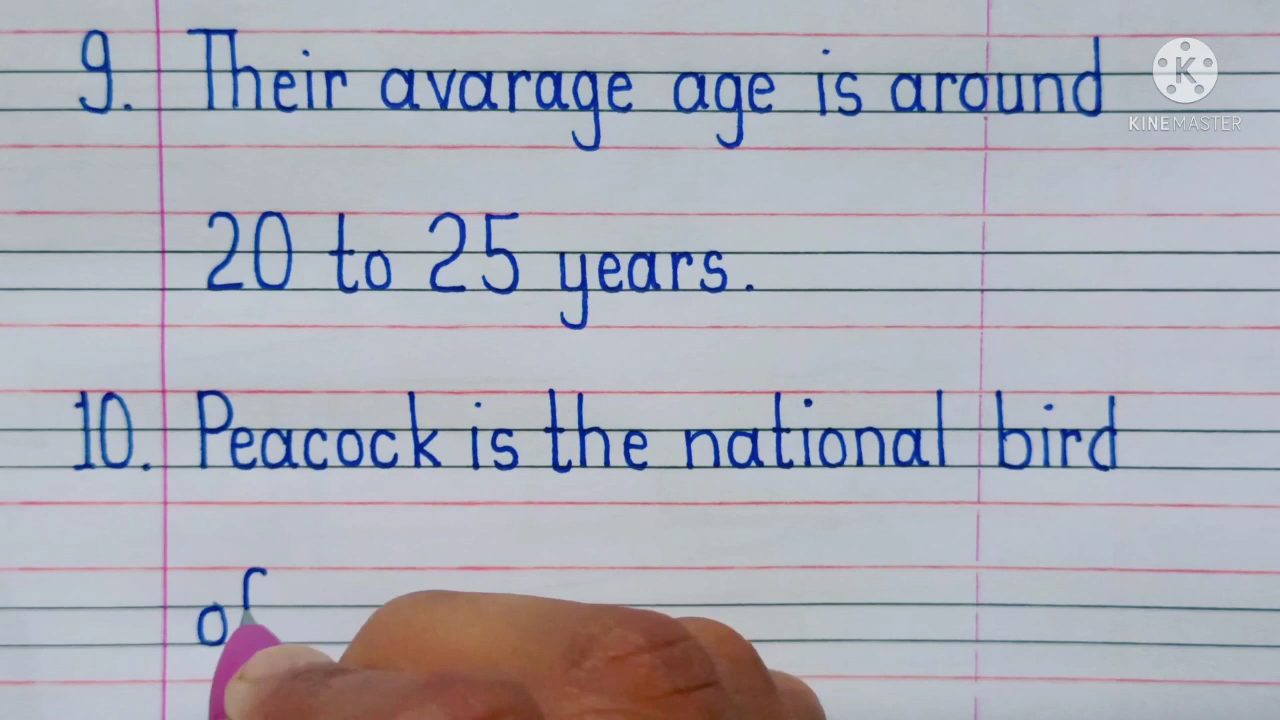 9. Their avarage age is around
20 to 25 years.
10. Peacock is the national bird
of
K
KINEMASTER